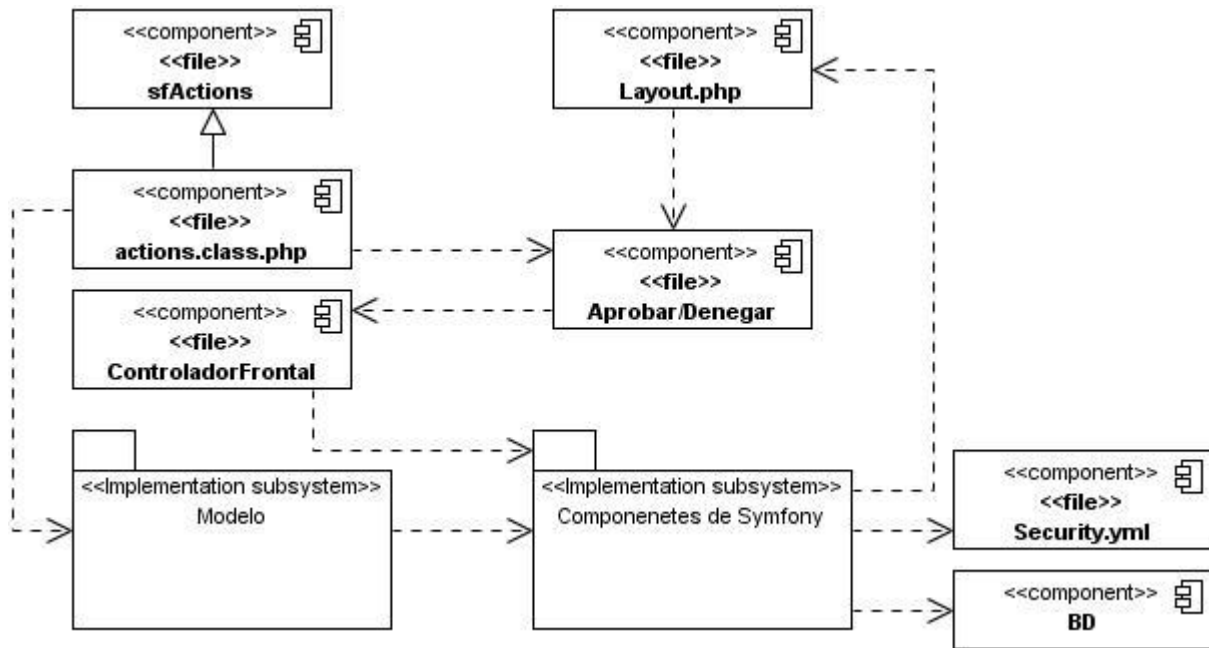 <<component>>
<<file>>
sfActions
<<component>>
<<file>>
Layout.php
<<component>>
<<file>>
actions.class.php
<<component>>
<<file>>
Aprobar/Denegar
<<component>>
<<file>>
ControladorFrontal
<<Implementation subsystem>>
Modelo
<<Implementation subsystem>>
Componenetes de Symfony
<<component>>
<<file>>
Security.yml
<<component>>
BD